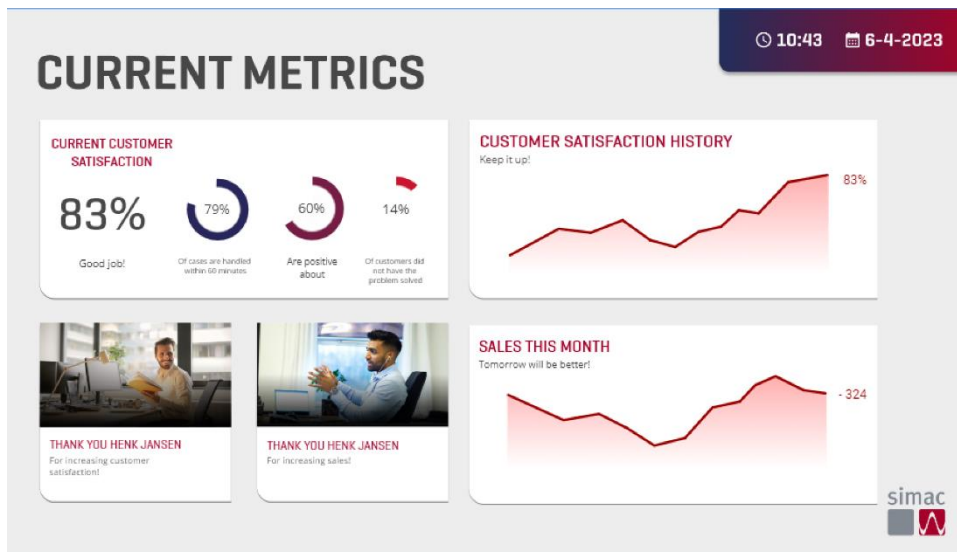 10:43 6-4-2023
CURRENT METRICS
CURRENT CUSTOMER
SATISFACTION
83%
Good job!
79%
Of cases are handled
within 60 minutes
60%
Are positive
about
14%
Of customers did
not have the
problem solved
CUSTOMER SATISFACTION HISTORY
Keep it up!
83%
THANK YOU HENK JANSEN
For increasing customer
satisfaction!
THANK YOU HENK JANSEN
For increasing sales!
SALES THIS MONTH
Tomorrow will be better!
- 324
simac